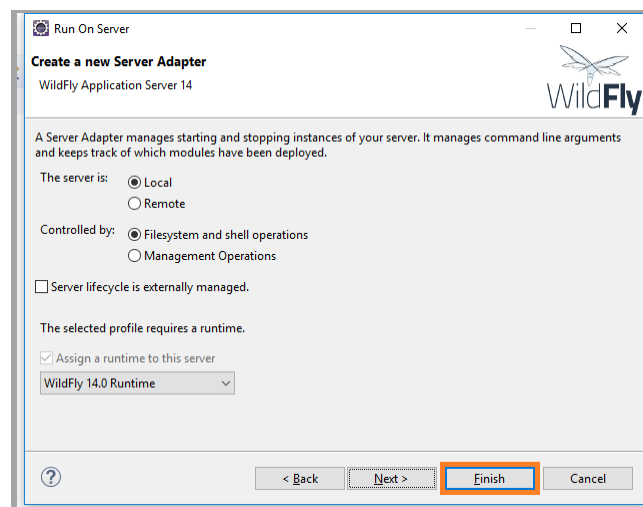 Run On Server
Create a new Server Adapter
WildFly Application Server 14
WildFly
A Server Adapter manages starting and stopping instances of your server. It manages command line arguments
and keeps track of which modules have been deployed.
The server is:
Local
Remote
Controlled by:
Filesystem and shell operations
Management Operations
Server lifecycle is externally managed.
The selected profile requires a runtime.
Assign a runtime to this server
WildFly 14.0 Runtime
? < Back Next > Finish Cancel